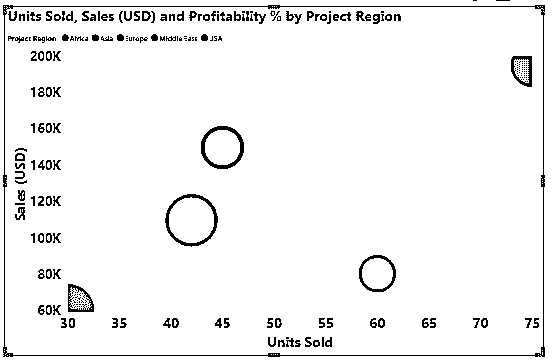 Units Sold, Sales (USD) and Profitability % by Project Region
Project Region Africa Asia Europe Middle East USA
200K
180K
160K
140K
120K
100K
80K
60K
Sales (USD)
30 35 40 45 50 55 60 65 70 75
Units Sold